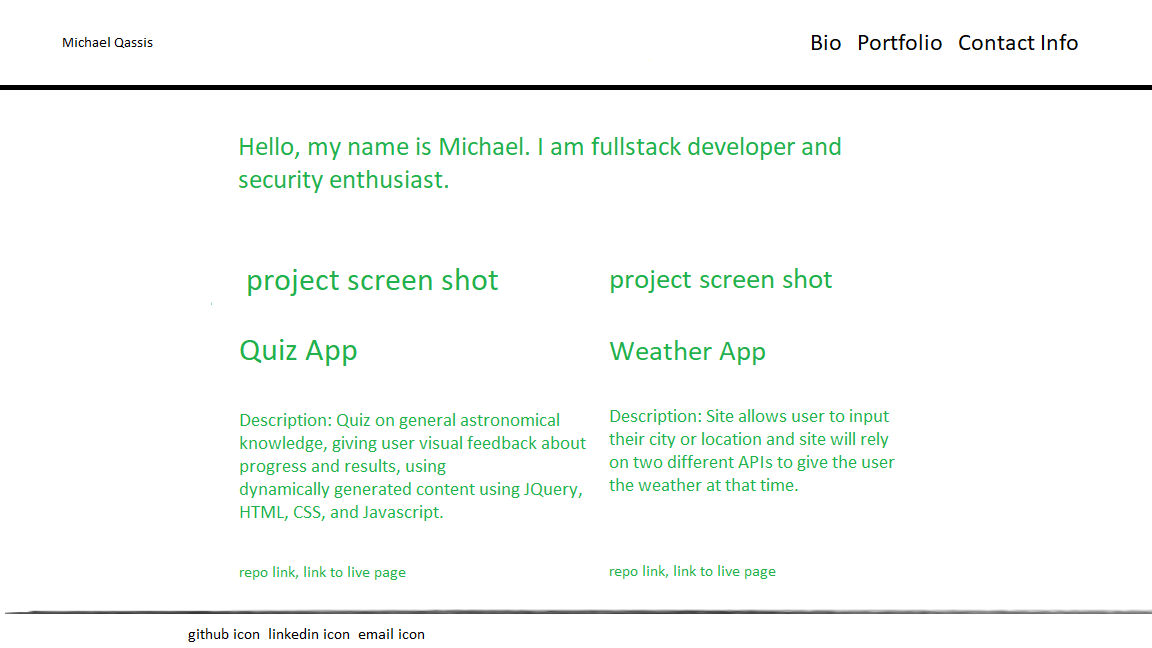 Michael Qassis
Bio Portfolio Contact Info
Hello, my name is Michael. I am fullstack developer and
security enthusiast.
project screen shot
Quiz App
Description: Quiz on general astronomical
knowledge, giving user visual feedback about
progress and results, using
dynamically generated content using JQuery,
HTML, CSS, and Javascript.
repo link, link to live page
project screen shot
Weather App
Description: Site allows user to input
their city or location and site will rely
on two different APIs to give the user
the weather at that time.
repo link, link to live page
github icon linkedin icon email icon